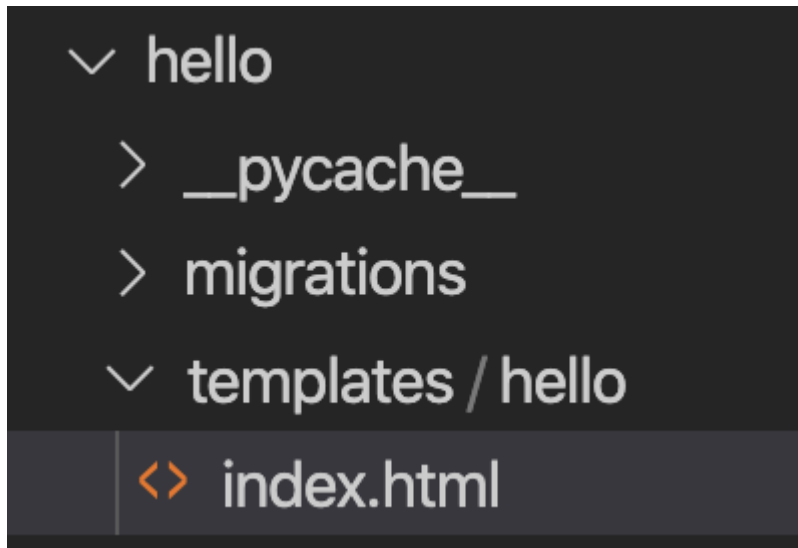 hello
__pycache__
migrations
templates / hello
index.html